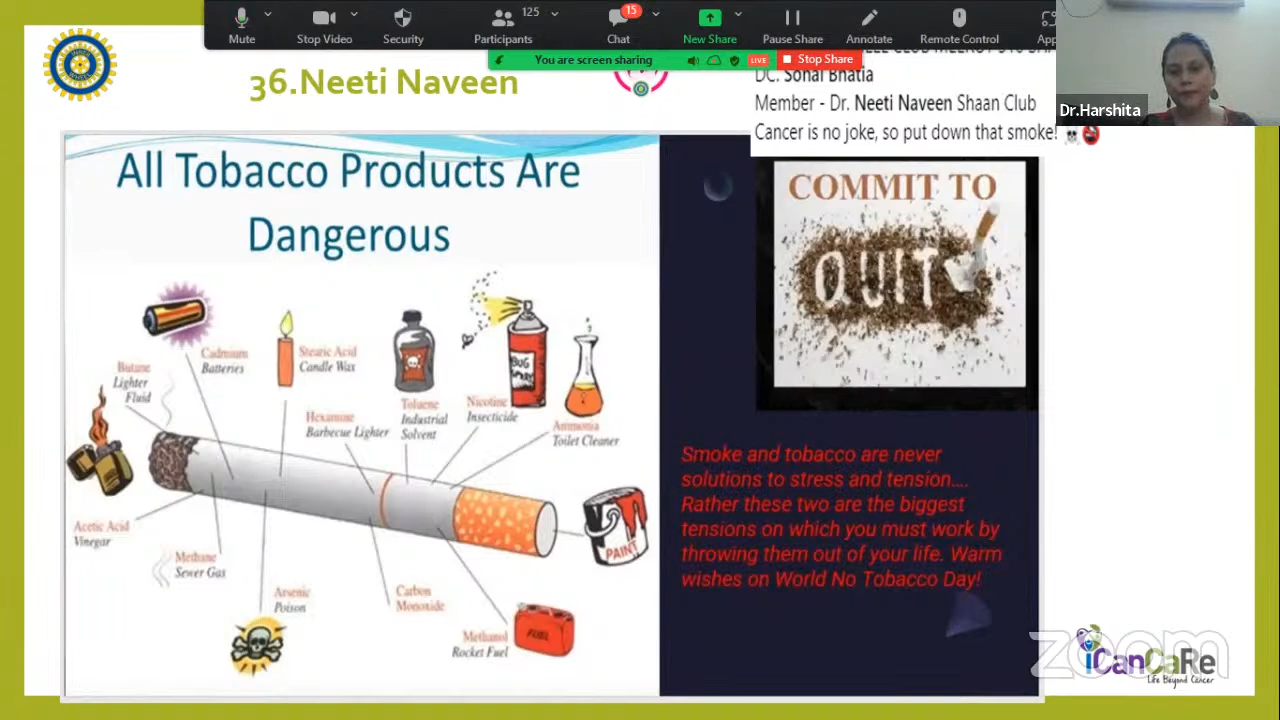 Mute
Stop Video
Security
Participants
125
Chat
15
New Share
Pause Share
Annotate
Remote Control
You are screen sharing
LIVE
Stop Share
36.Neeti Naveen
DC. Sonal Bhatia
Member - Dr. Neeti Naveen Shaan Club
Cancer is no joke, so put down that smoke!
Dr.Harshita
All Tobacco Products Are
Dangerous
Cadmium
Batteries
Stearic Acid
Candle Wax
Butane
Lighter
Fluid
Hexamine
Barbecue Lighter
Toluene
Industrial
Solvent
Nicotine
Insecticide
BUG
SPRAY
Ammonia
Toilet Cleaner
Acetic Acid
Vinegar
Methane
Sewer Gas
Arsenic
Poison
Carbon
Monoxide
Methanol
Rocket Fuel
FUEL
PAINT
COMMIT TO
QUIT
Smoke and tobacco are never
solutions to stress and tension....
Rather these two are the biggest
tensions on which you must work by
throwing them out of your life. Warm
wishes on World No Tobacco Day!
zoom
iCanCaRe
Life Beyond Cancer